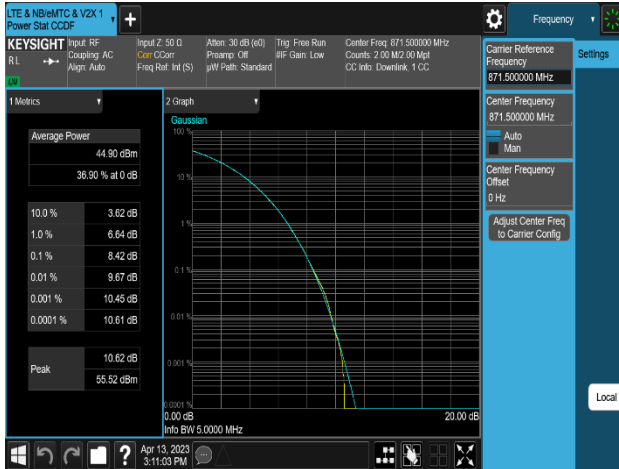 LTE & NB/eMTC & V2X 1
Power Stat CCDF
Frequency
KEYSIGHT
RL
Input: RF
Coupling: AC
Align: Auto
Input Z: 50 Ω
Corr CCorr
Freq Ref: Int (S)
Atten: 30 dB (e0)
Preamp: Off
µW Path: Standard
Trig: Free Run
#IF Gain: Low
Center Freq: 871.500000 MHz
Counts: 2.00 M/2.00 Mpt
CC Info: Downlink, 1 CC
1 Metrics
Average Power
44.90 dBm
36.90 % at 0 dB
10.0 % 3.62 dB
1.0 % 6.64 dB
0.1 % 8.42 dB
0.01 % 9.67 dB
0.001 % 10.45 dB
0.0001 % 10.61 dB
Peak
10.62 dB
55.52 dBm
2 Graph
Gaussian
100 %
10 %
1 %
0.1 %
0.01 %
0.001 %
0.0001 %
0.00 dB
20.00 dB
Info BW 5.0000 MHz
Carrier Reference
Frequency
871.500000 MHz
Center Frequency
871.500000 MHz
Auto
Man
Center Frequency
Offset
0 Hz
Adjust Center Freq
to Carrier Config
Settings
Local
?
Apr 13, 2023
3:11:03 PM